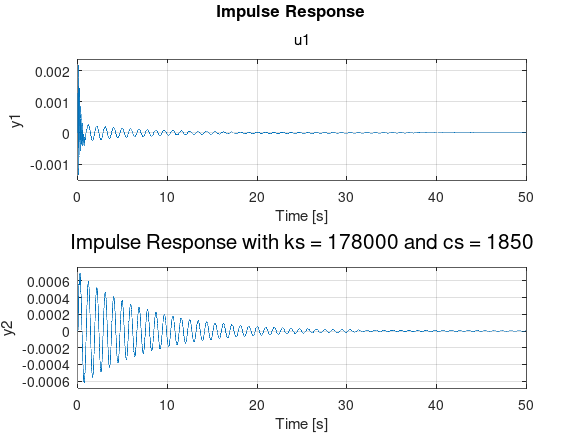 Impulse Response
u1
y1
0.002
0.001
0
-0.001
0 10 20 30 40 50
Time [s]
Impulse Response with ks = 178000 and cs = 1850
y2
0.0006
0.0004
0.0002
0
-0.0002
-0.0004
-0.0006
0 10 20 30 40 50
Time [s]